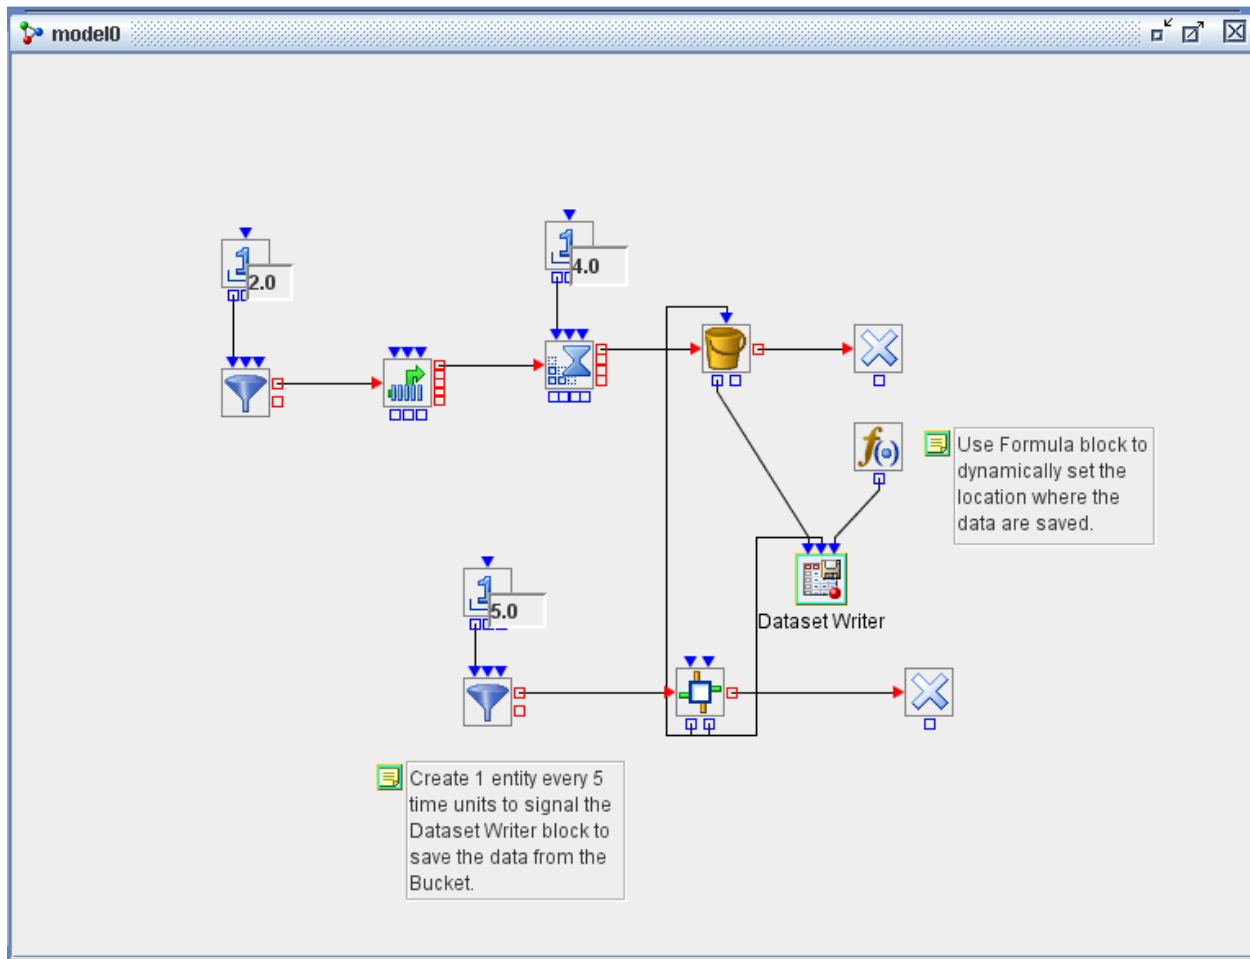 model0
2.0
4.0
Use Formula block to
dynamically set the
location where the
data are saved.
5.0
Dataset Writer
Create 1 entity every 5
time units to signal the
Dataset Writer block to
save the data from the
Bucket.